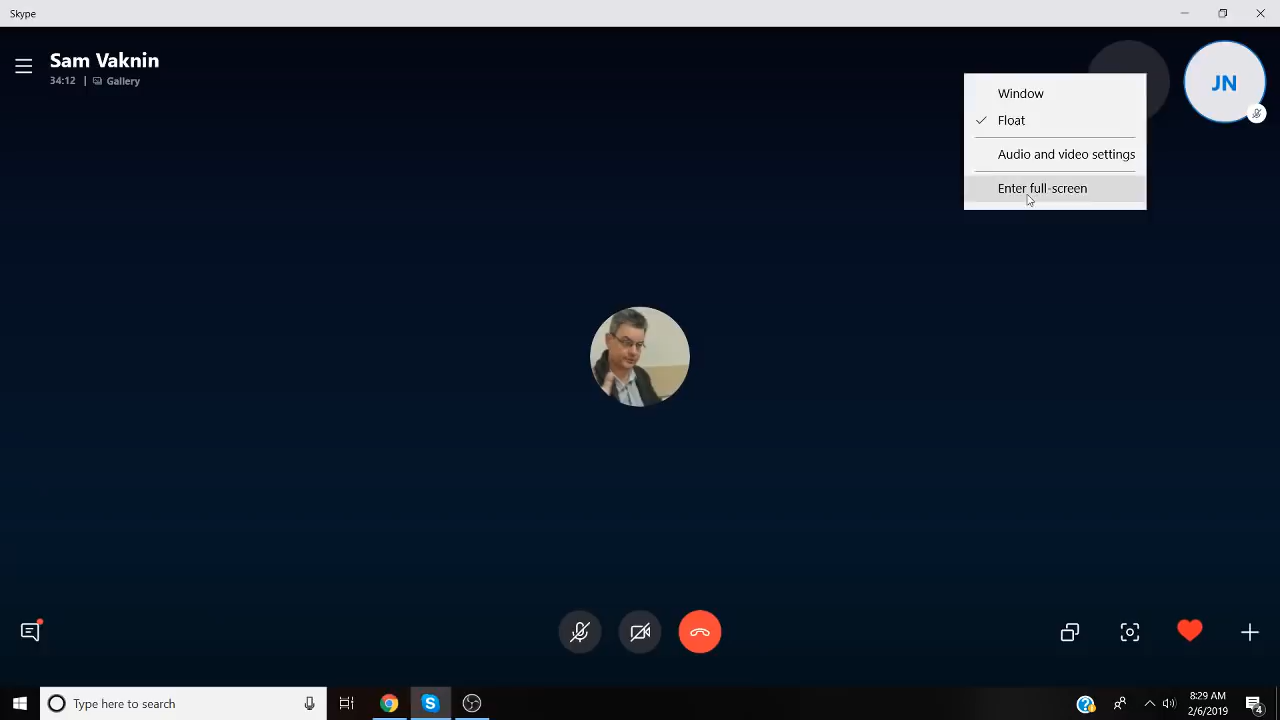 Skype
Sam Vaknin
34:12 | Gallery
JN
Window
Float
Audio and video settings
Enter full-screen
Type here to search
8:29 AM
2/6/2019
4